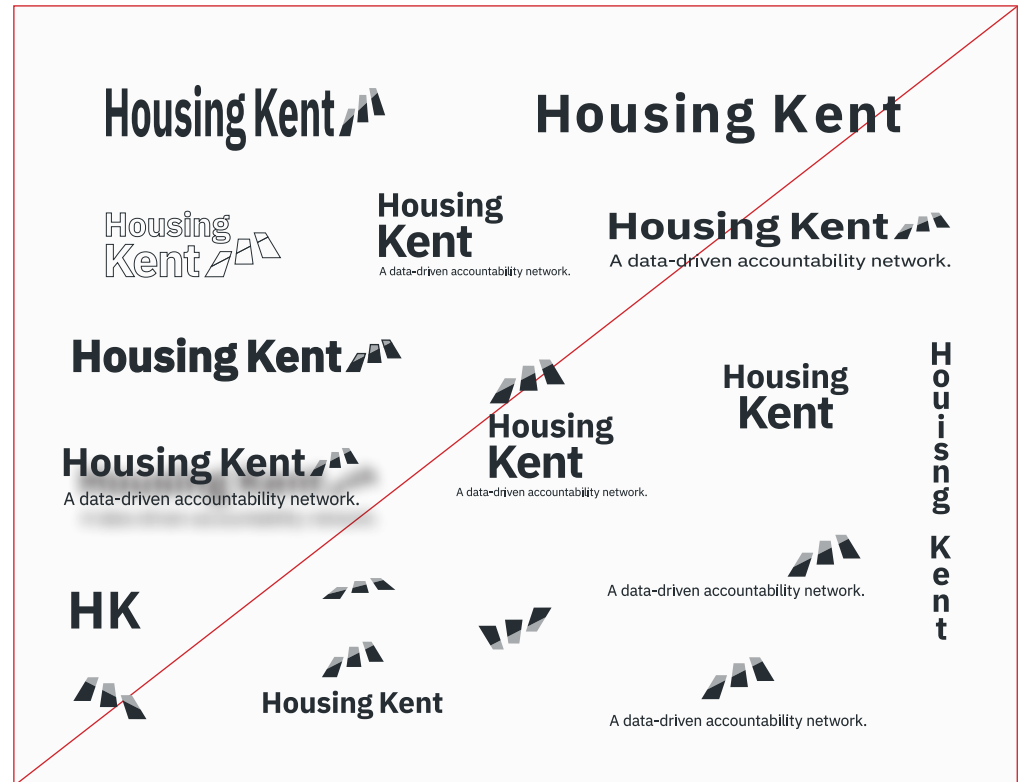 Housing Kent
Housing Kent
Housing
Kent
Housing
Kent
A data-driven accountability network.
Housing Kent
A data-driven accountability network.
Housing Kent
Housing
Kent
A data-driven accountability network.
Housing
Kent
Houisng Kent
Housing Kent
A data-driven accountability network.
A data-driven accountability network.
HK
Housing Kent
A data-driven accountability network.